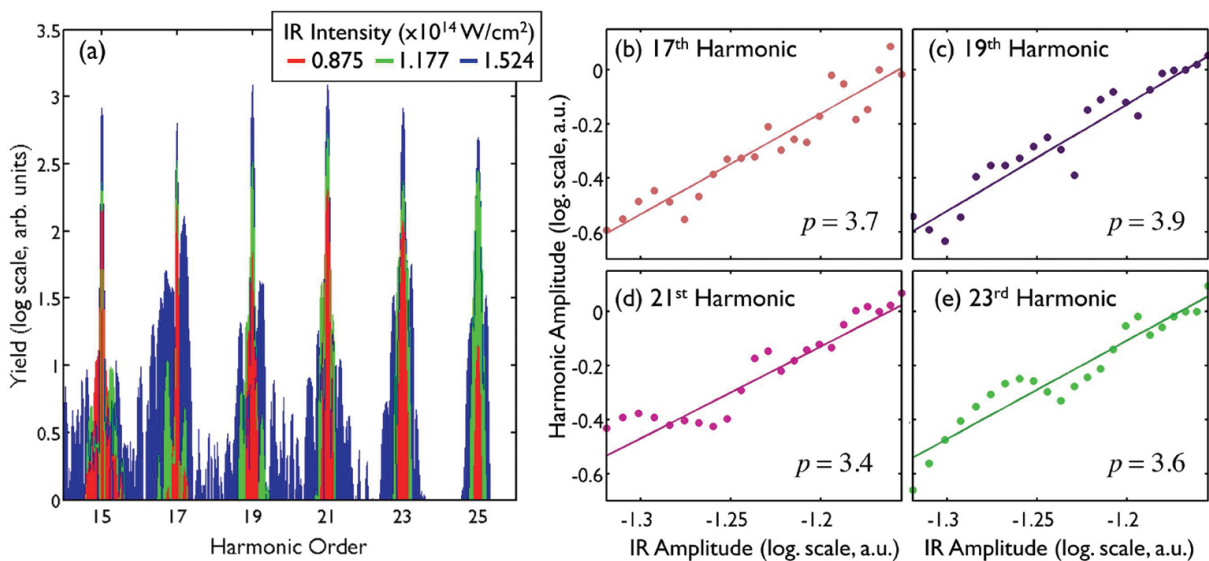 (a)
IR Intensity (×10¹⁴ W/cm²)
0.875 1.177 1.524
Yield (log scale, arb. units)
3.5
3
2.5
2
1.5
1
0.5
0
15 17 19 21 23 25
Harmonic Order
Harmonic Amplitude (log. scale, a.u.)
(b) 17th Harmonic
0
-0.2
-0.4
-0.6
p = 3.7
(c) 19th Harmonic
p = 3.9
(d) 21st Harmonic
0
-0.2
-0.4
-0.6
p = 3.4
-1.3 -1.25 -1.2
IR Amplitude (log. scale, a.u.)
(e) 23rd Harmonic
p = 3.6
-1.3 -1.25 -1.2
IR Amplitude (log. scale, a.u.)